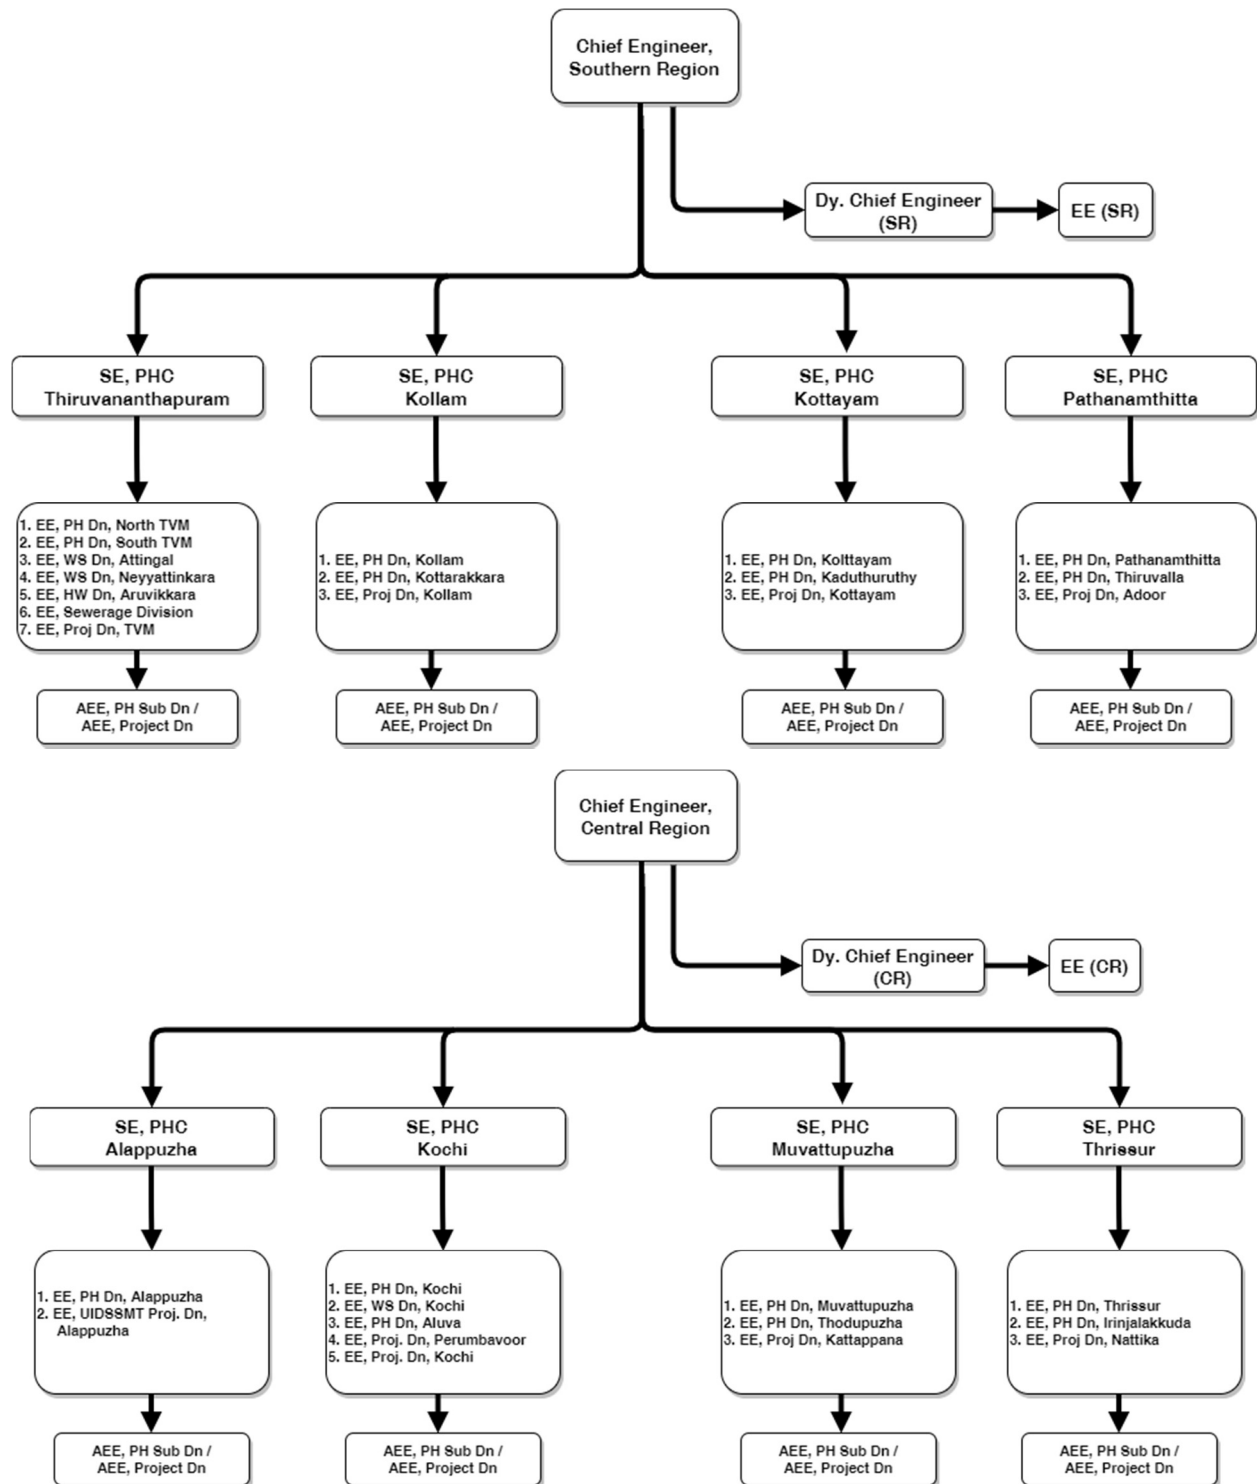 Chief Engineer,
Southern Region
Dy. Chief Engineer
(SR)
EE (SR)
SE, PHC
Thiruvananthapuram
SE, PHC
Kollam
SE, PHC
Kottayam
SE, PHC
Pathanamthitta
1. EE, PH Dn, North TVM
2. EE, PH Dn, South TVM
3. EE, WS Dn, Attingal
4. EE, WS Dn, Neyyattinkara
5. EE, HW Dn, Aruvikkara
6. EE, Sewerage Division
7. EE, Proj Dn, TVM
1. EE, PH Dn, Kollam
2. EE, PH Dn, Kottarakkara
3. EE, Proj Dn, Kollam
1. EE, PH Dn, Kolttayam
2. EE, PH Dn, Kaduthuruthy
3. EE, Proj Dn, Kottayam
1. EE, PH Dn, Pathanamthitta
2. EE, PH Dn, Thiruvalla
3. EE, Proj Dn, Adoor
AEE, PH Sub Dn /
AEE, Project Dn
AEE, PH Sub Dn /
AEE, Project Dn
AEE, PH Sub Dn /
AEE, Project Dn
AEE, PH Sub Dn /
AEE, Project Dn
Chief Engineer,
Central Region
Dy. Chief Engineer
(CR)
EE (CR)
SE, PHC
Alappuzha
SE, PHC
Kochi
SE, PHC
Muvattupuzha
SE, PHC
Thrissur
1. EE, PH Dn, Alappuzha
2. EE, UIDSSMT Proj. Dn,
Alappuzha
1. EE, PH Dn, Kochi
2. EE, WS Dn, Kochi
3. EE, PH Dn, Aluva
4. EE, Proj. Dn, Perumbavoor
5. EE, Proj. Dn, Kochi
1. EE, PH Dn, Muvattupuzha
2. EE, PH Dn, Thodupuzha
3. EE, Proj Dn, Kattappana
1. EE, PH Dn, Thrissur
2. EE, PH Dn, Irinjalakkuda
3. EE, Proj Dn, Nattika
AEE, PH Sub Dn /
AEE, Project Dn
AEE, PH Sub Dn /
AEE, Project Dn
AEE, PH Sub Dn /
AEE, Project Dn
AEE, PH Sub Dn /
AEE, Project Dn